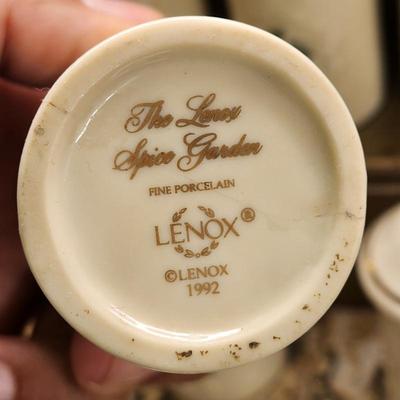 The Lenox
Spice Garden
FINE PORCELAIN
LENOX®
©LENOX
1992